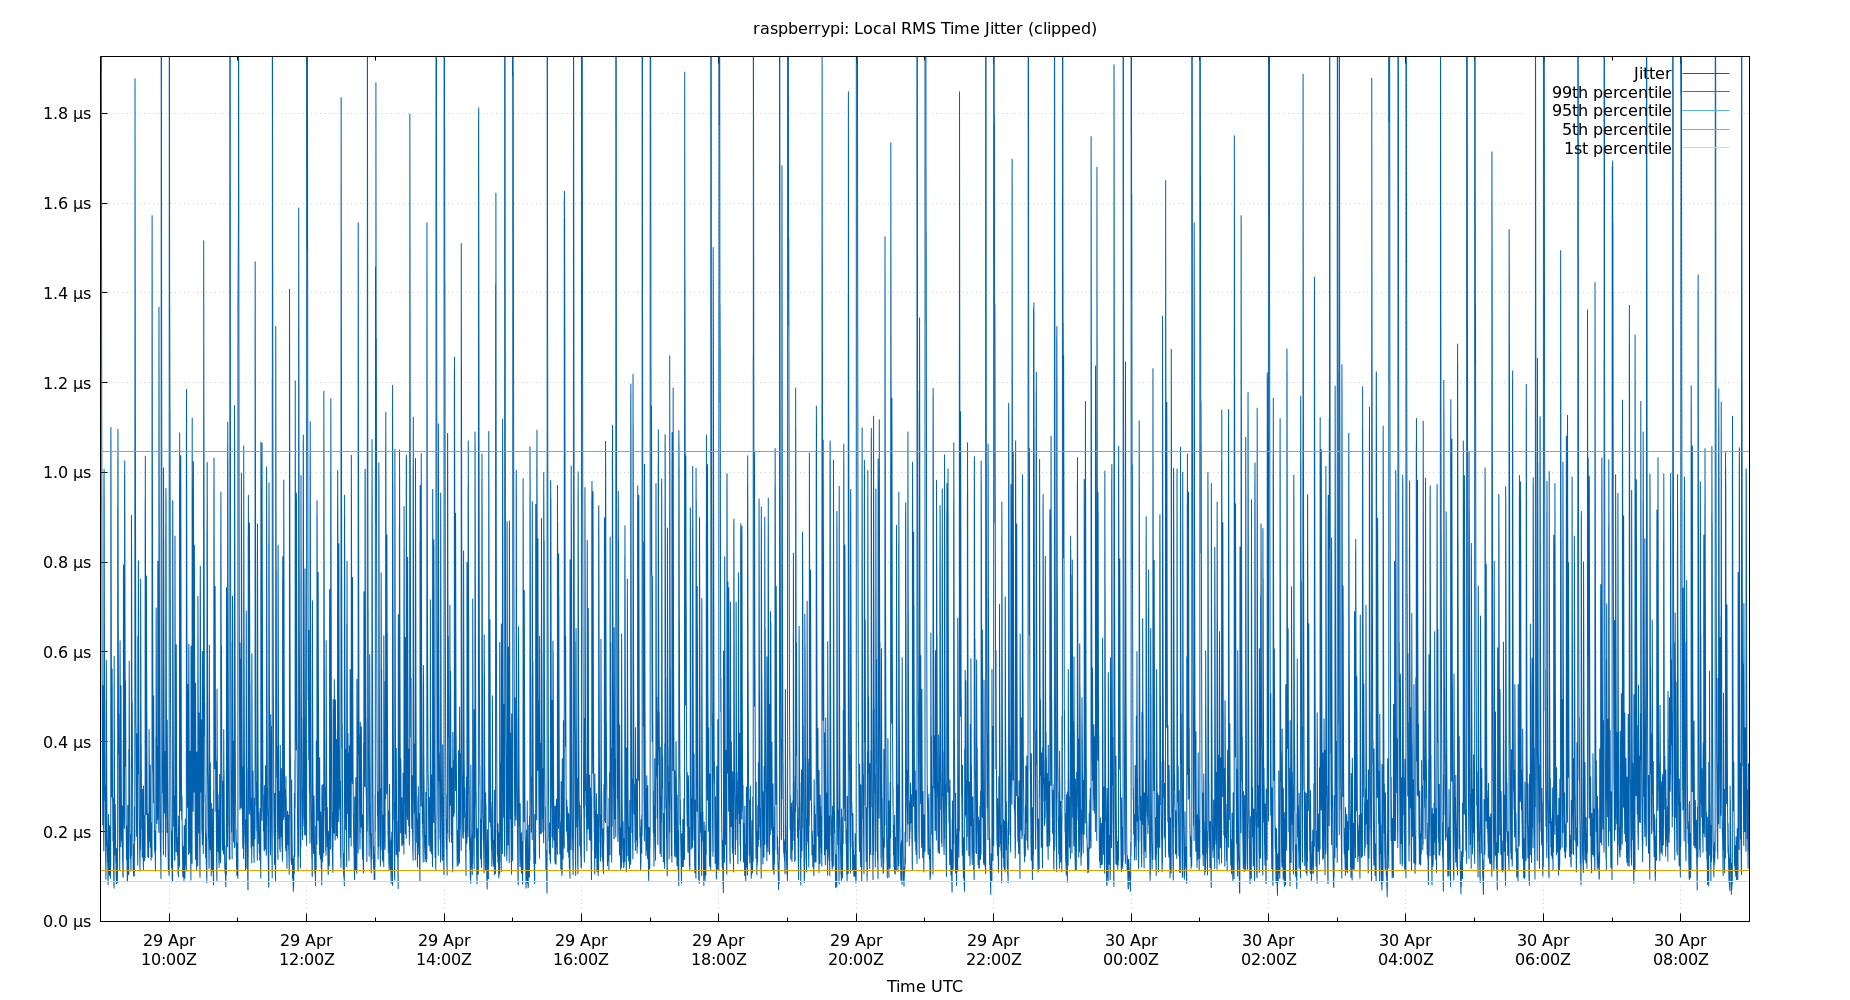 raspberrypi: Local RMS Time Jitter (clipped)
Jitter
99th percentile
95th percentile
5th percentile
1st percentile
1.8 µs
1.6 µs
1.4 µs
1.2 µs
1.0 µs
0.8 µs
0.6 µs
0.4 µs
0.2 µs
0.0 µs
29 Apr 29 Apr 29 Apr 29 Apr 29 Apr 29 Apr 29 Apr 30 Apr 30 Apr 30 Apr 30 Apr 30 Apr
10:00Z 12:00Z 14:00Z 16:00Z 18:00Z 20:00Z 22:00Z 00:00Z 02:00Z 04:00Z 06:00Z 08:00Z
Time UTC